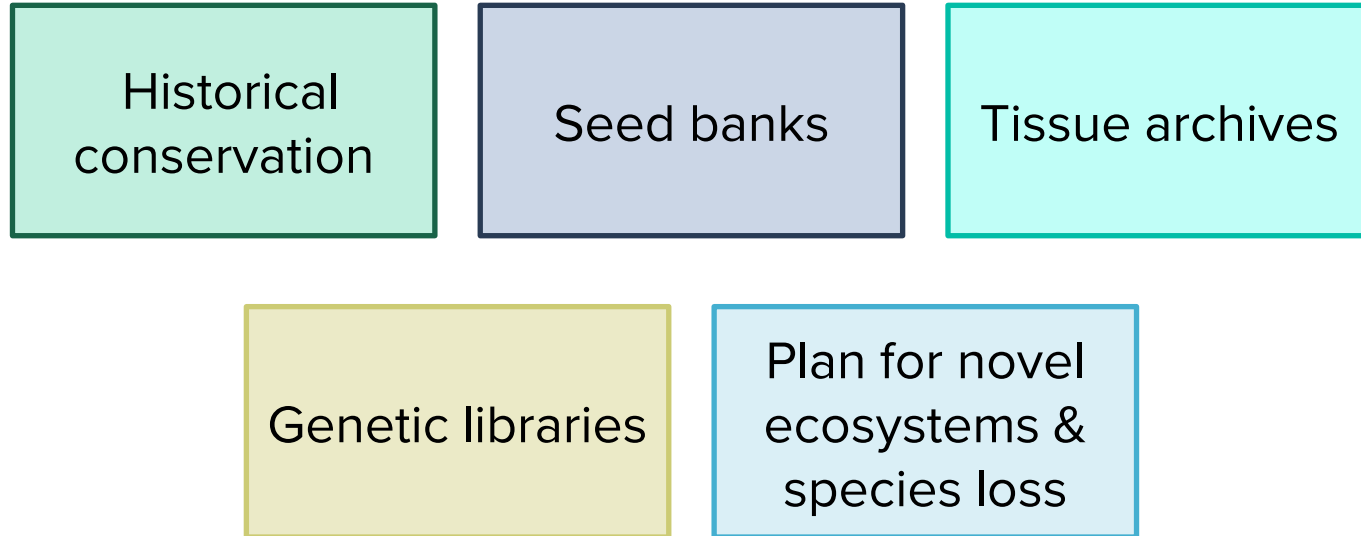 Historical
conservation
Seed banks
Tissue archives
Genetic libraries
Plan for novel
ecosystems &
species loss